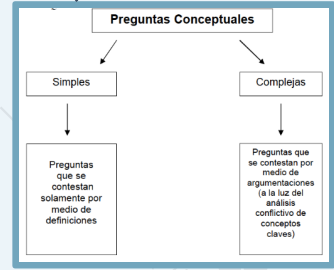 Preguntas Conceptuales
Simples
Complejas
Preguntas
que se
contestan
solamente por
medio de
definiciones
Preguntas que
se contestan por
medio de
argumentaciones
(a la luz del
análisis
conflictivo de
conceptos
claves)